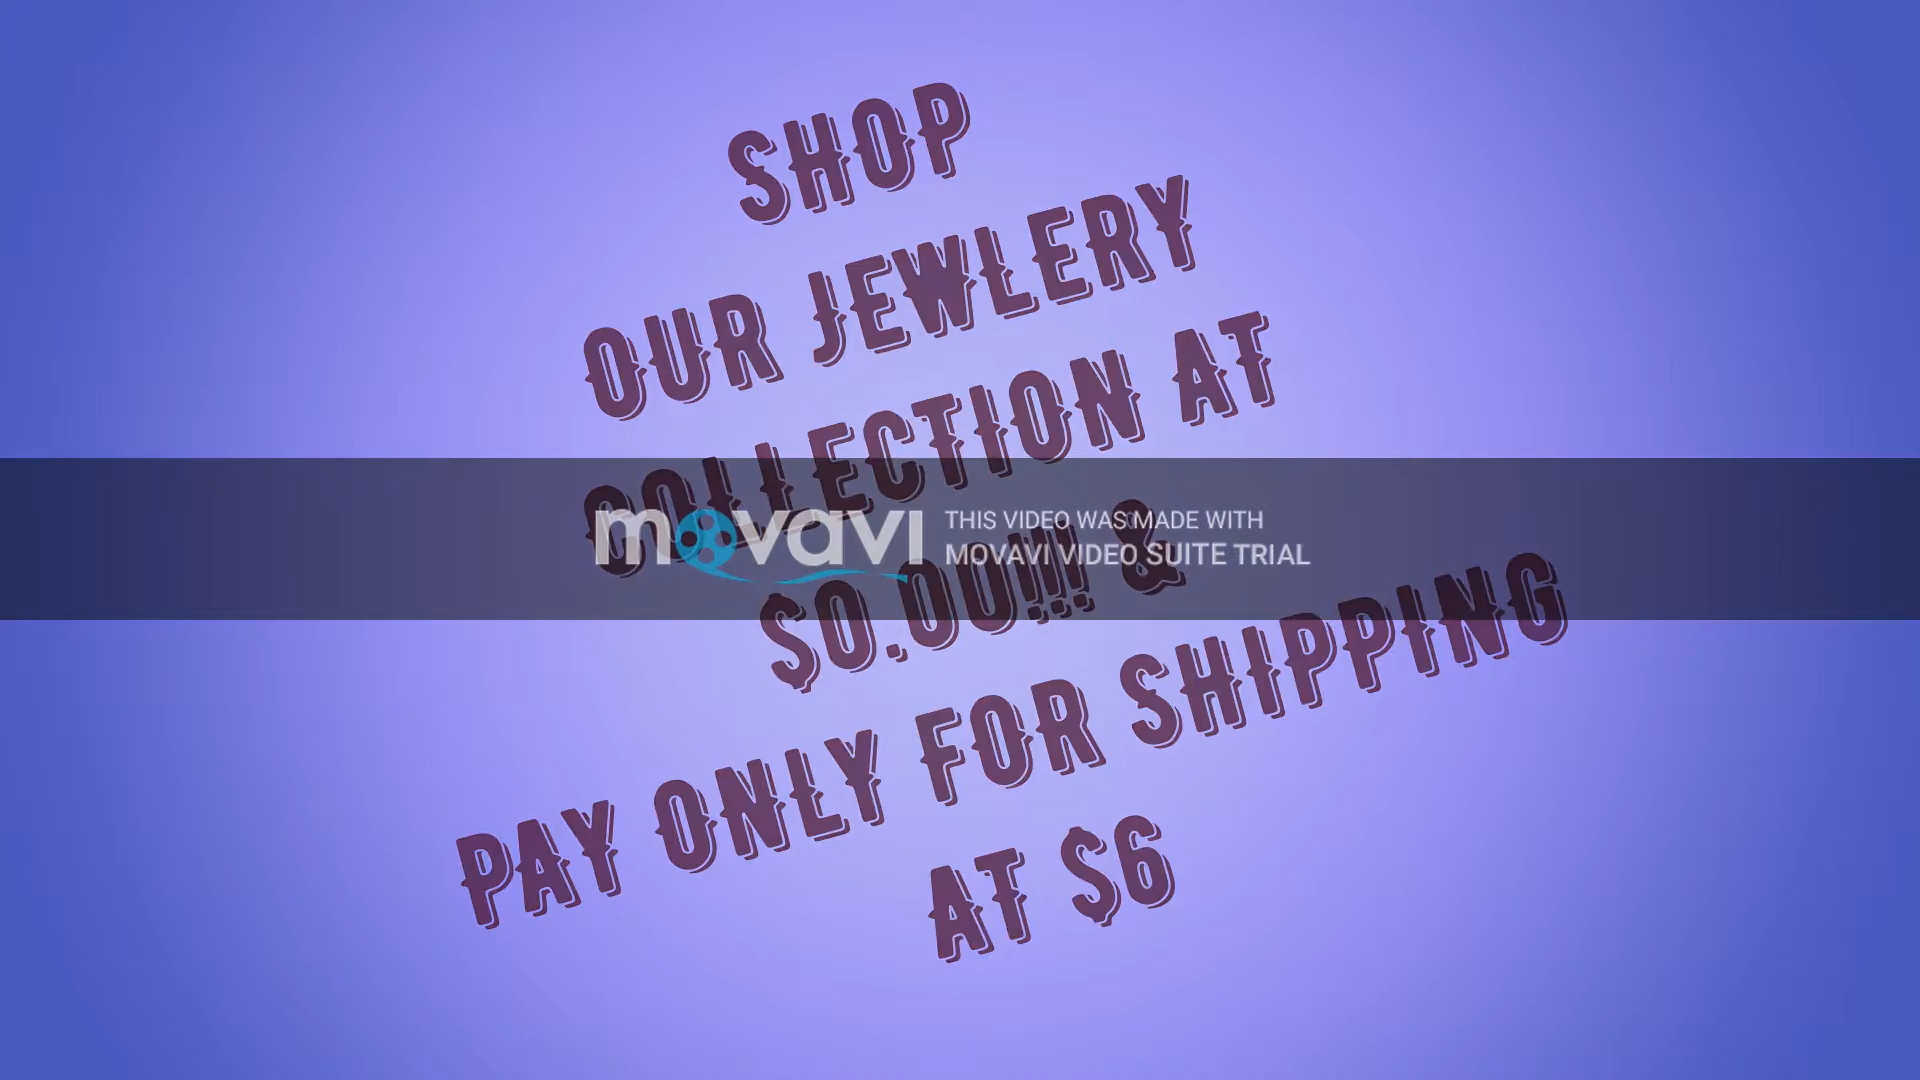 SHOP
OUR JEWLERY
COLLECTION AT
$0.00!!! &
PAY ONLY FOR SHIPPING
AT $6
movavi
THIS VIDEO WAS MADE WITH
MOVAVI VIDEO SUITE TRIAL